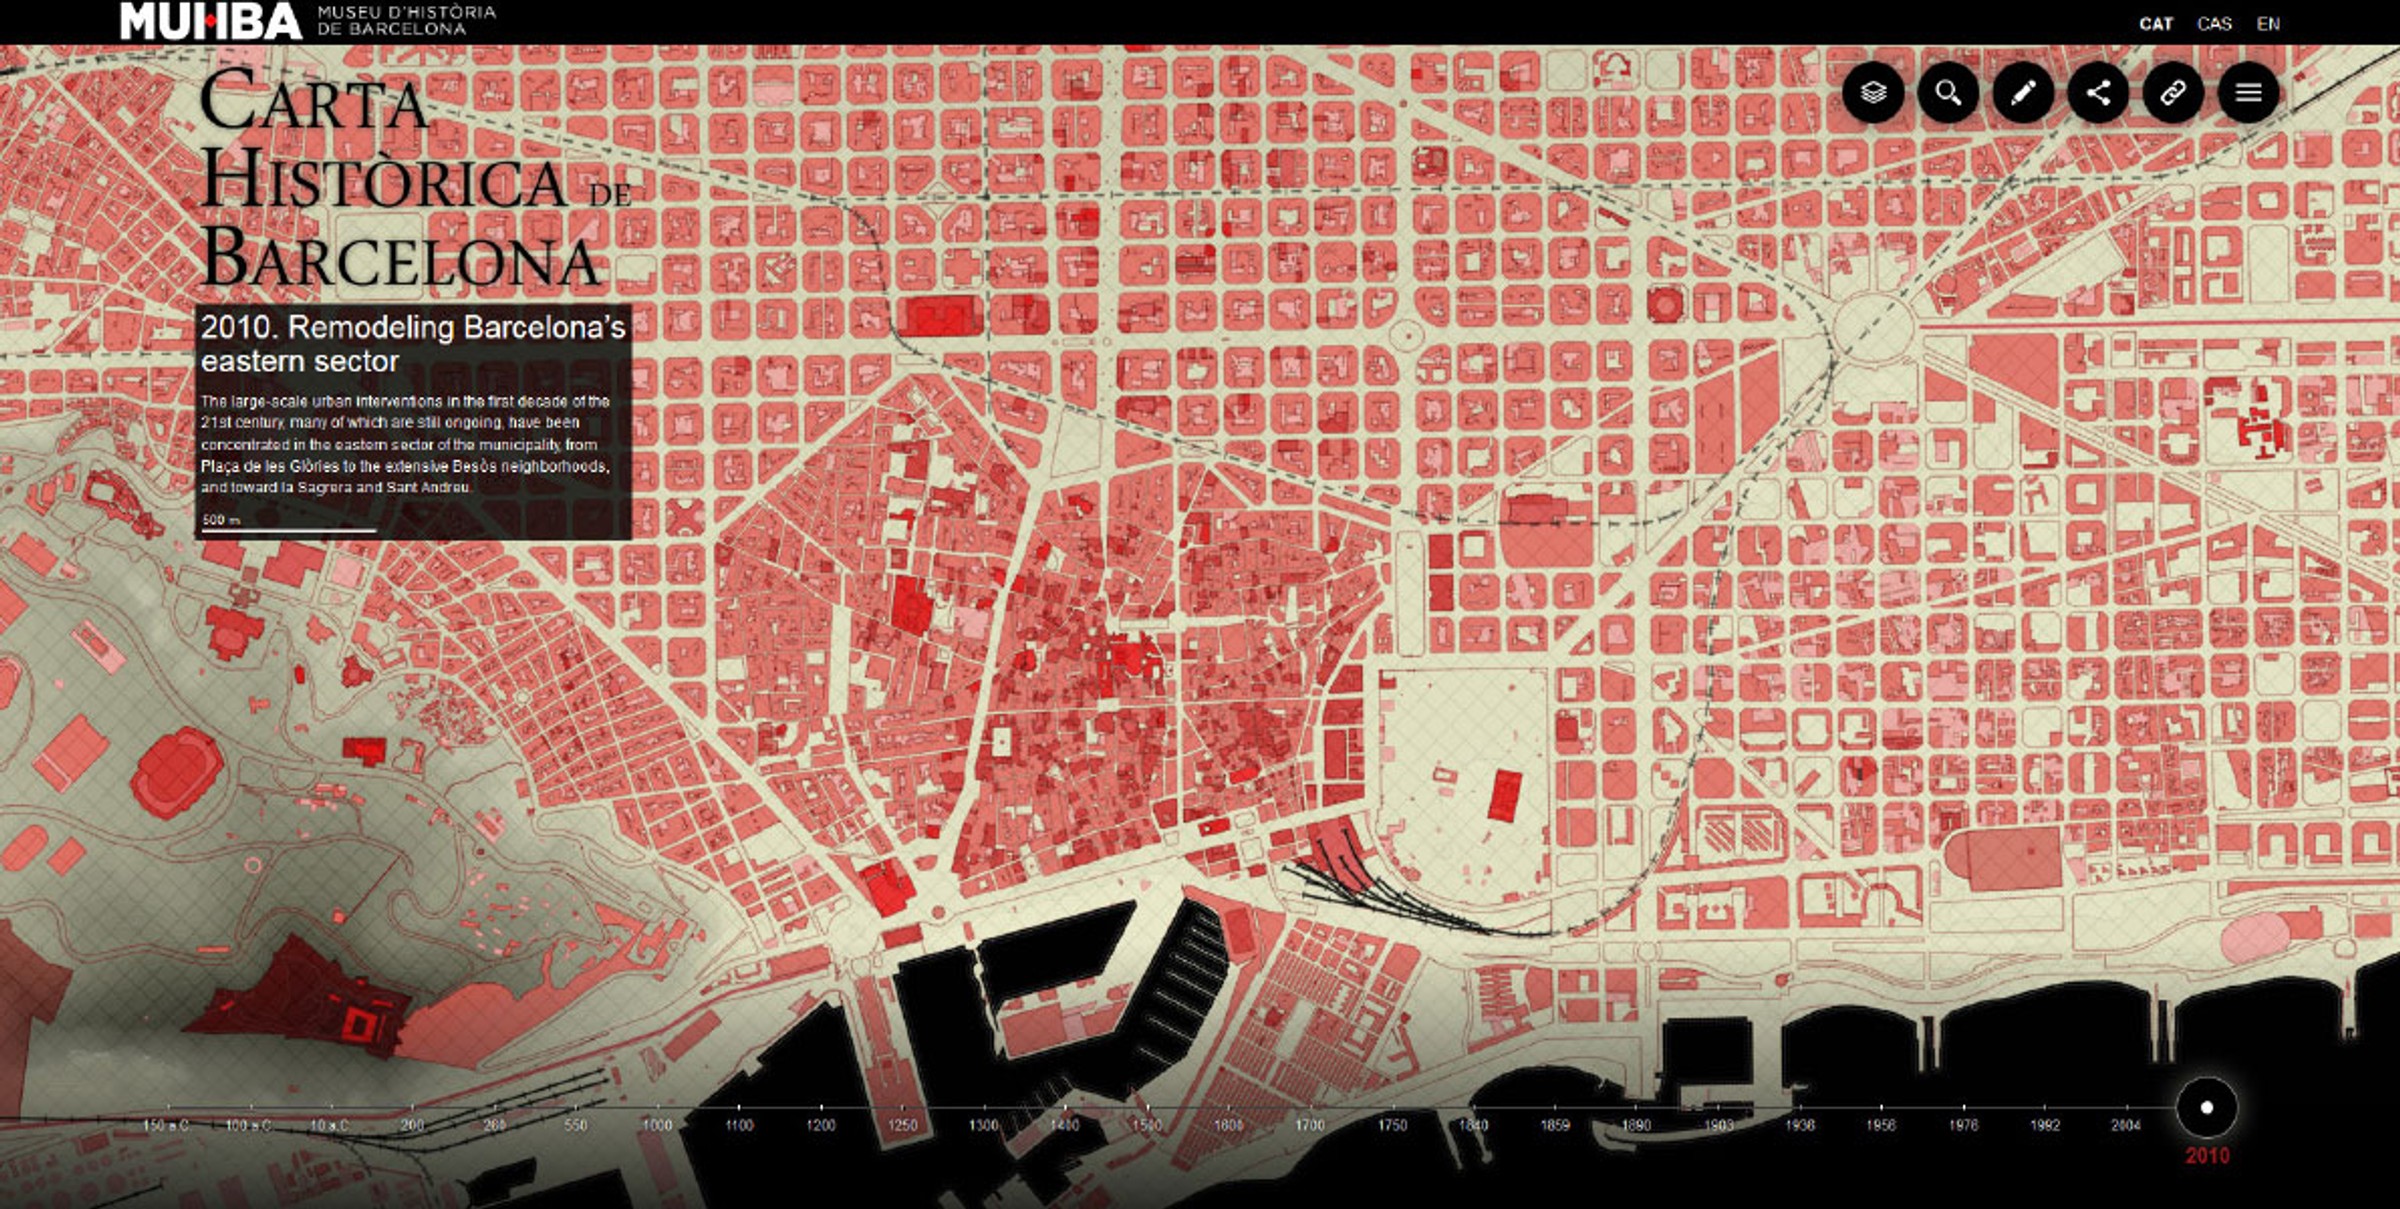 MUHBA
MUSEU D'HISTÒRIA
DE BARCELONA
CAT CAS EN
CARTA
HISTÒRICA DE
BARCELONA
2010. Remodeling Barcelona's
eastern sector
The large-scale urban interventions in the first decade of the
21st century, many of which are still ongoing, have been
concentrated in the eastern sector of the municipality, from
Plaça de les Glòries to the extensive Besòs neighborhoods,
and toward la Sagrera and Sant Andreu.
500 m
150 a.C. 100 a.C. 10 a.C. 200 260 550 1000 1100 1200 1250 1300 1400 1500 1600 1700 1750 1840 1859 1890 1903 1936 1956 1976 1992 2004
2010